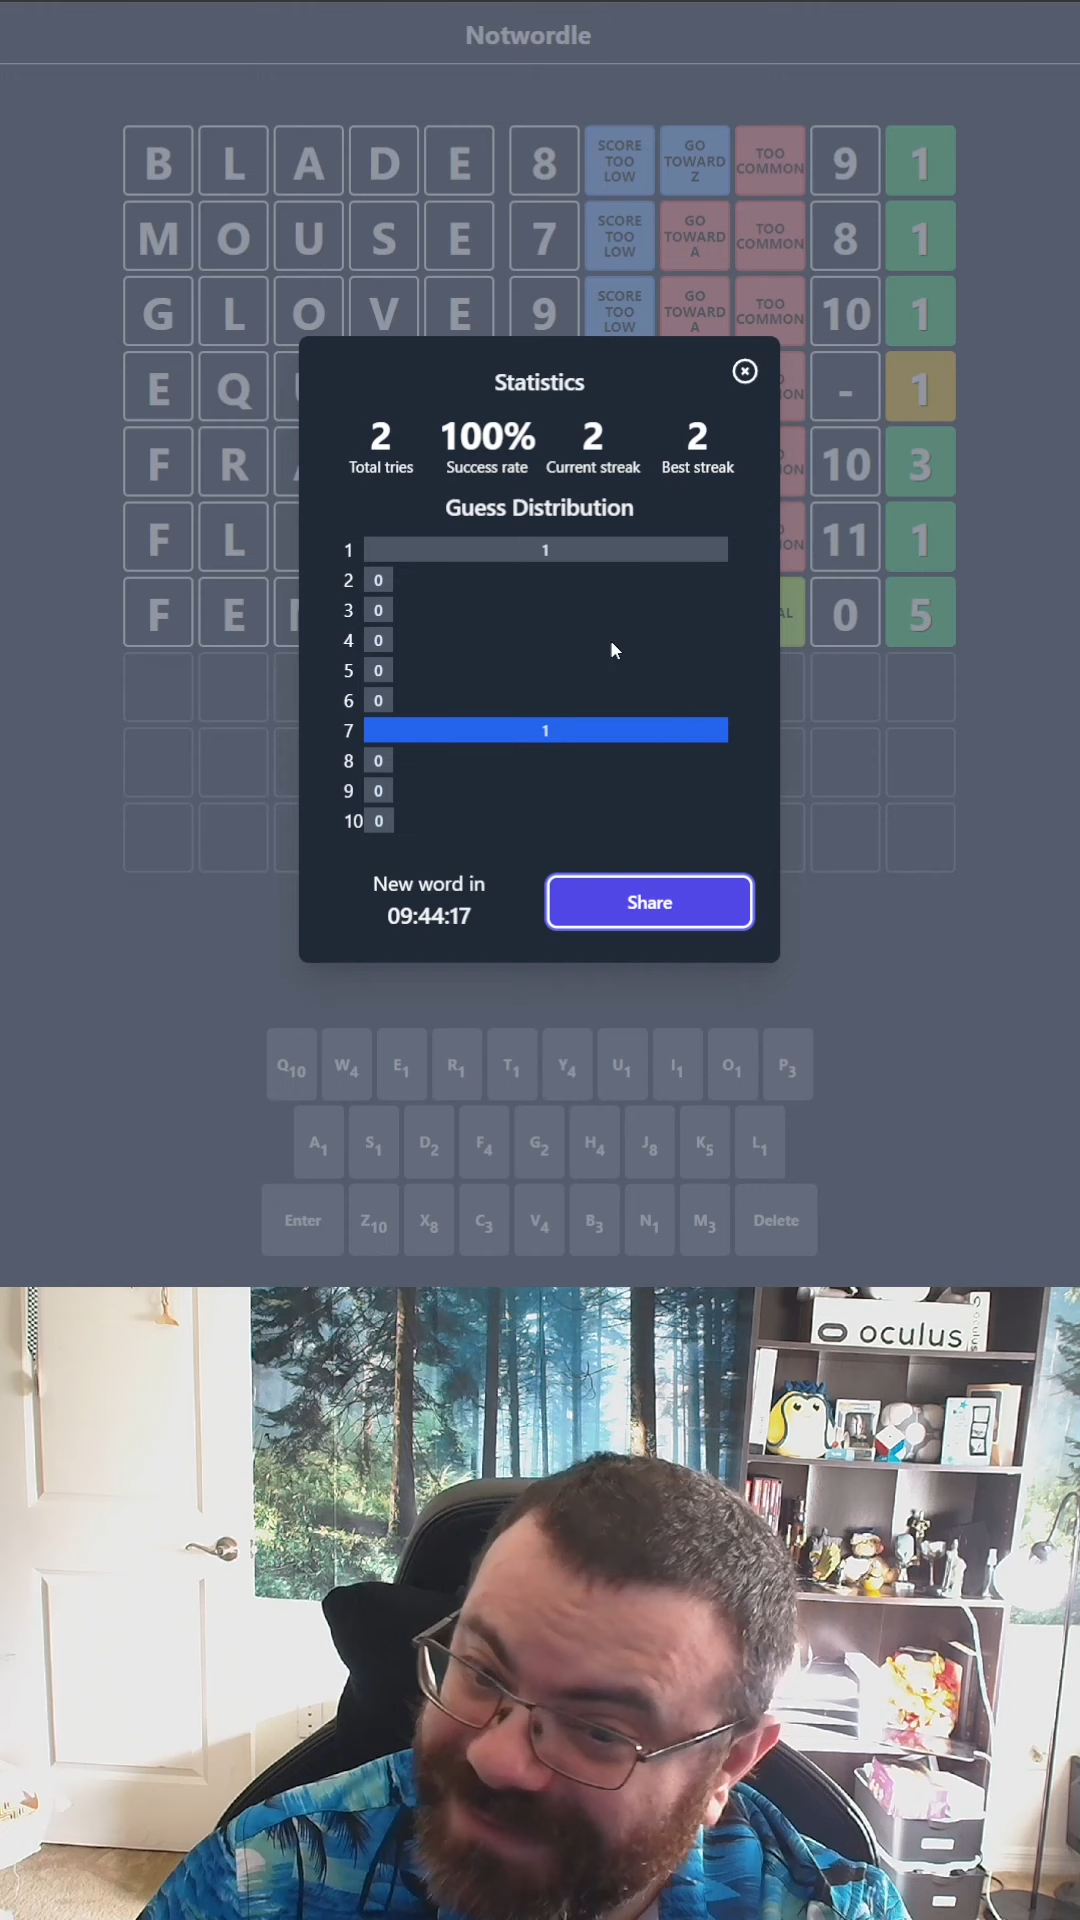 Notwordle
B L A D E 8 SCORE TOO LOW GO TOWARD Z TOO COMMON 9 1
M O U S E 7 SCORE TOO LOW GO TOWARD A TOO COMMON 8 1
G L O V E 9 SCORE TOO LOW GO TOWARD A TOO COMMON 10 1
E Q - 1
F R 10 3
F L 11 1
F E 0 5
Statistics
2 100% 2 2
Total tries Success rate Current streak Best streak
Guess Distribution
1 1
2 0
3 0
4 0
5 0
6 0
7 1
8 0
9 0
10 0
New word in
09:44:17
Share
Q10 W4 E1 R1 T1 Y4 U1 I1 O1 P3
A1 S1 D2 F4 G2 H4 J8 K5 L1
Enter Z10 X8 C3 V4 B3 N1 M3 Delete
oculus